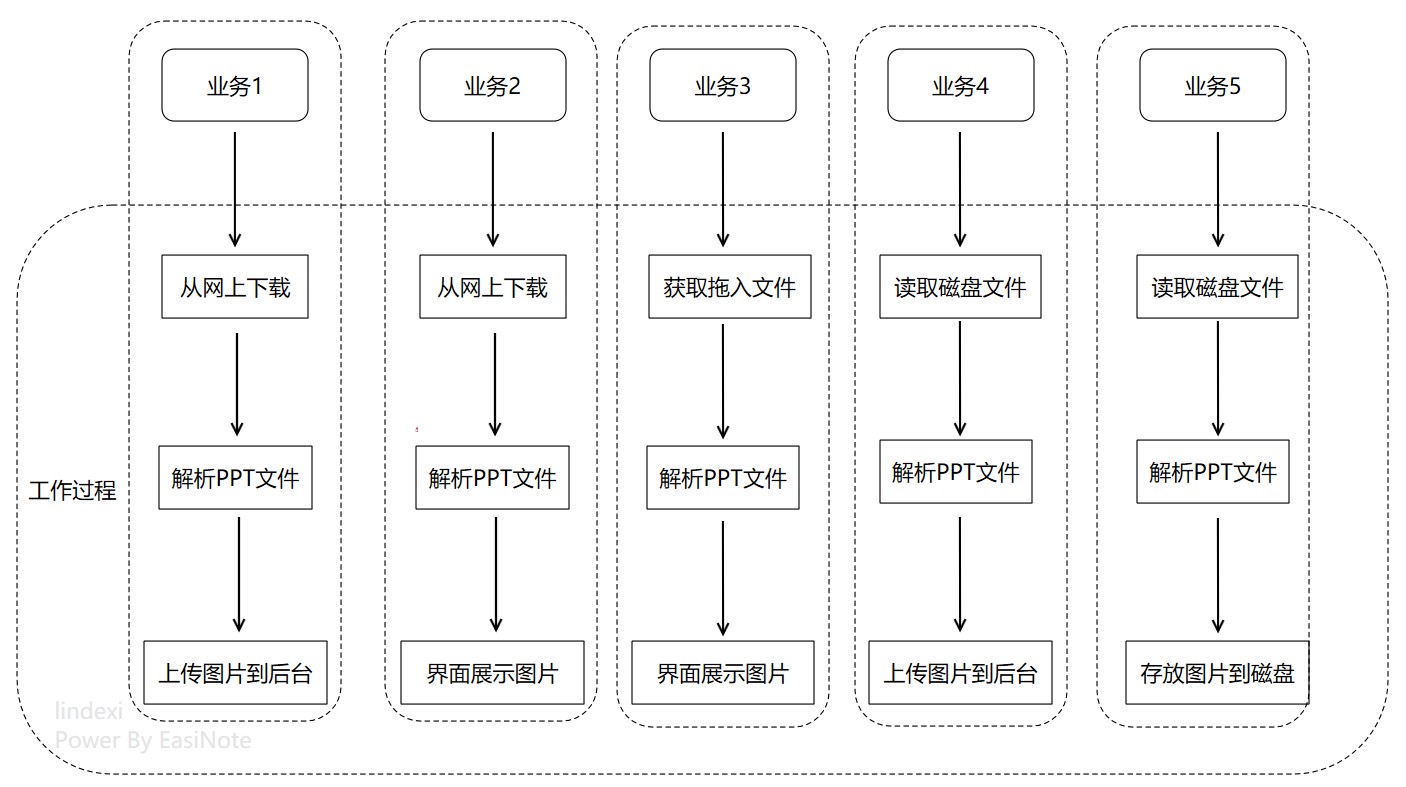 业务1
业务2
业务3
业务4
业务5
从网上下载
从网上下载
获取拖入文件
读取磁盘文件
读取磁盘文件
解析PPT文件
解析PPT文件
解析PPT文件
解析PPT文件
解析PPT文件
工作过程
上传图片到后台
界面展示图片
界面展示图片
上传图片到后台
存放图片到磁盘
lindexi
Power By EasiNote